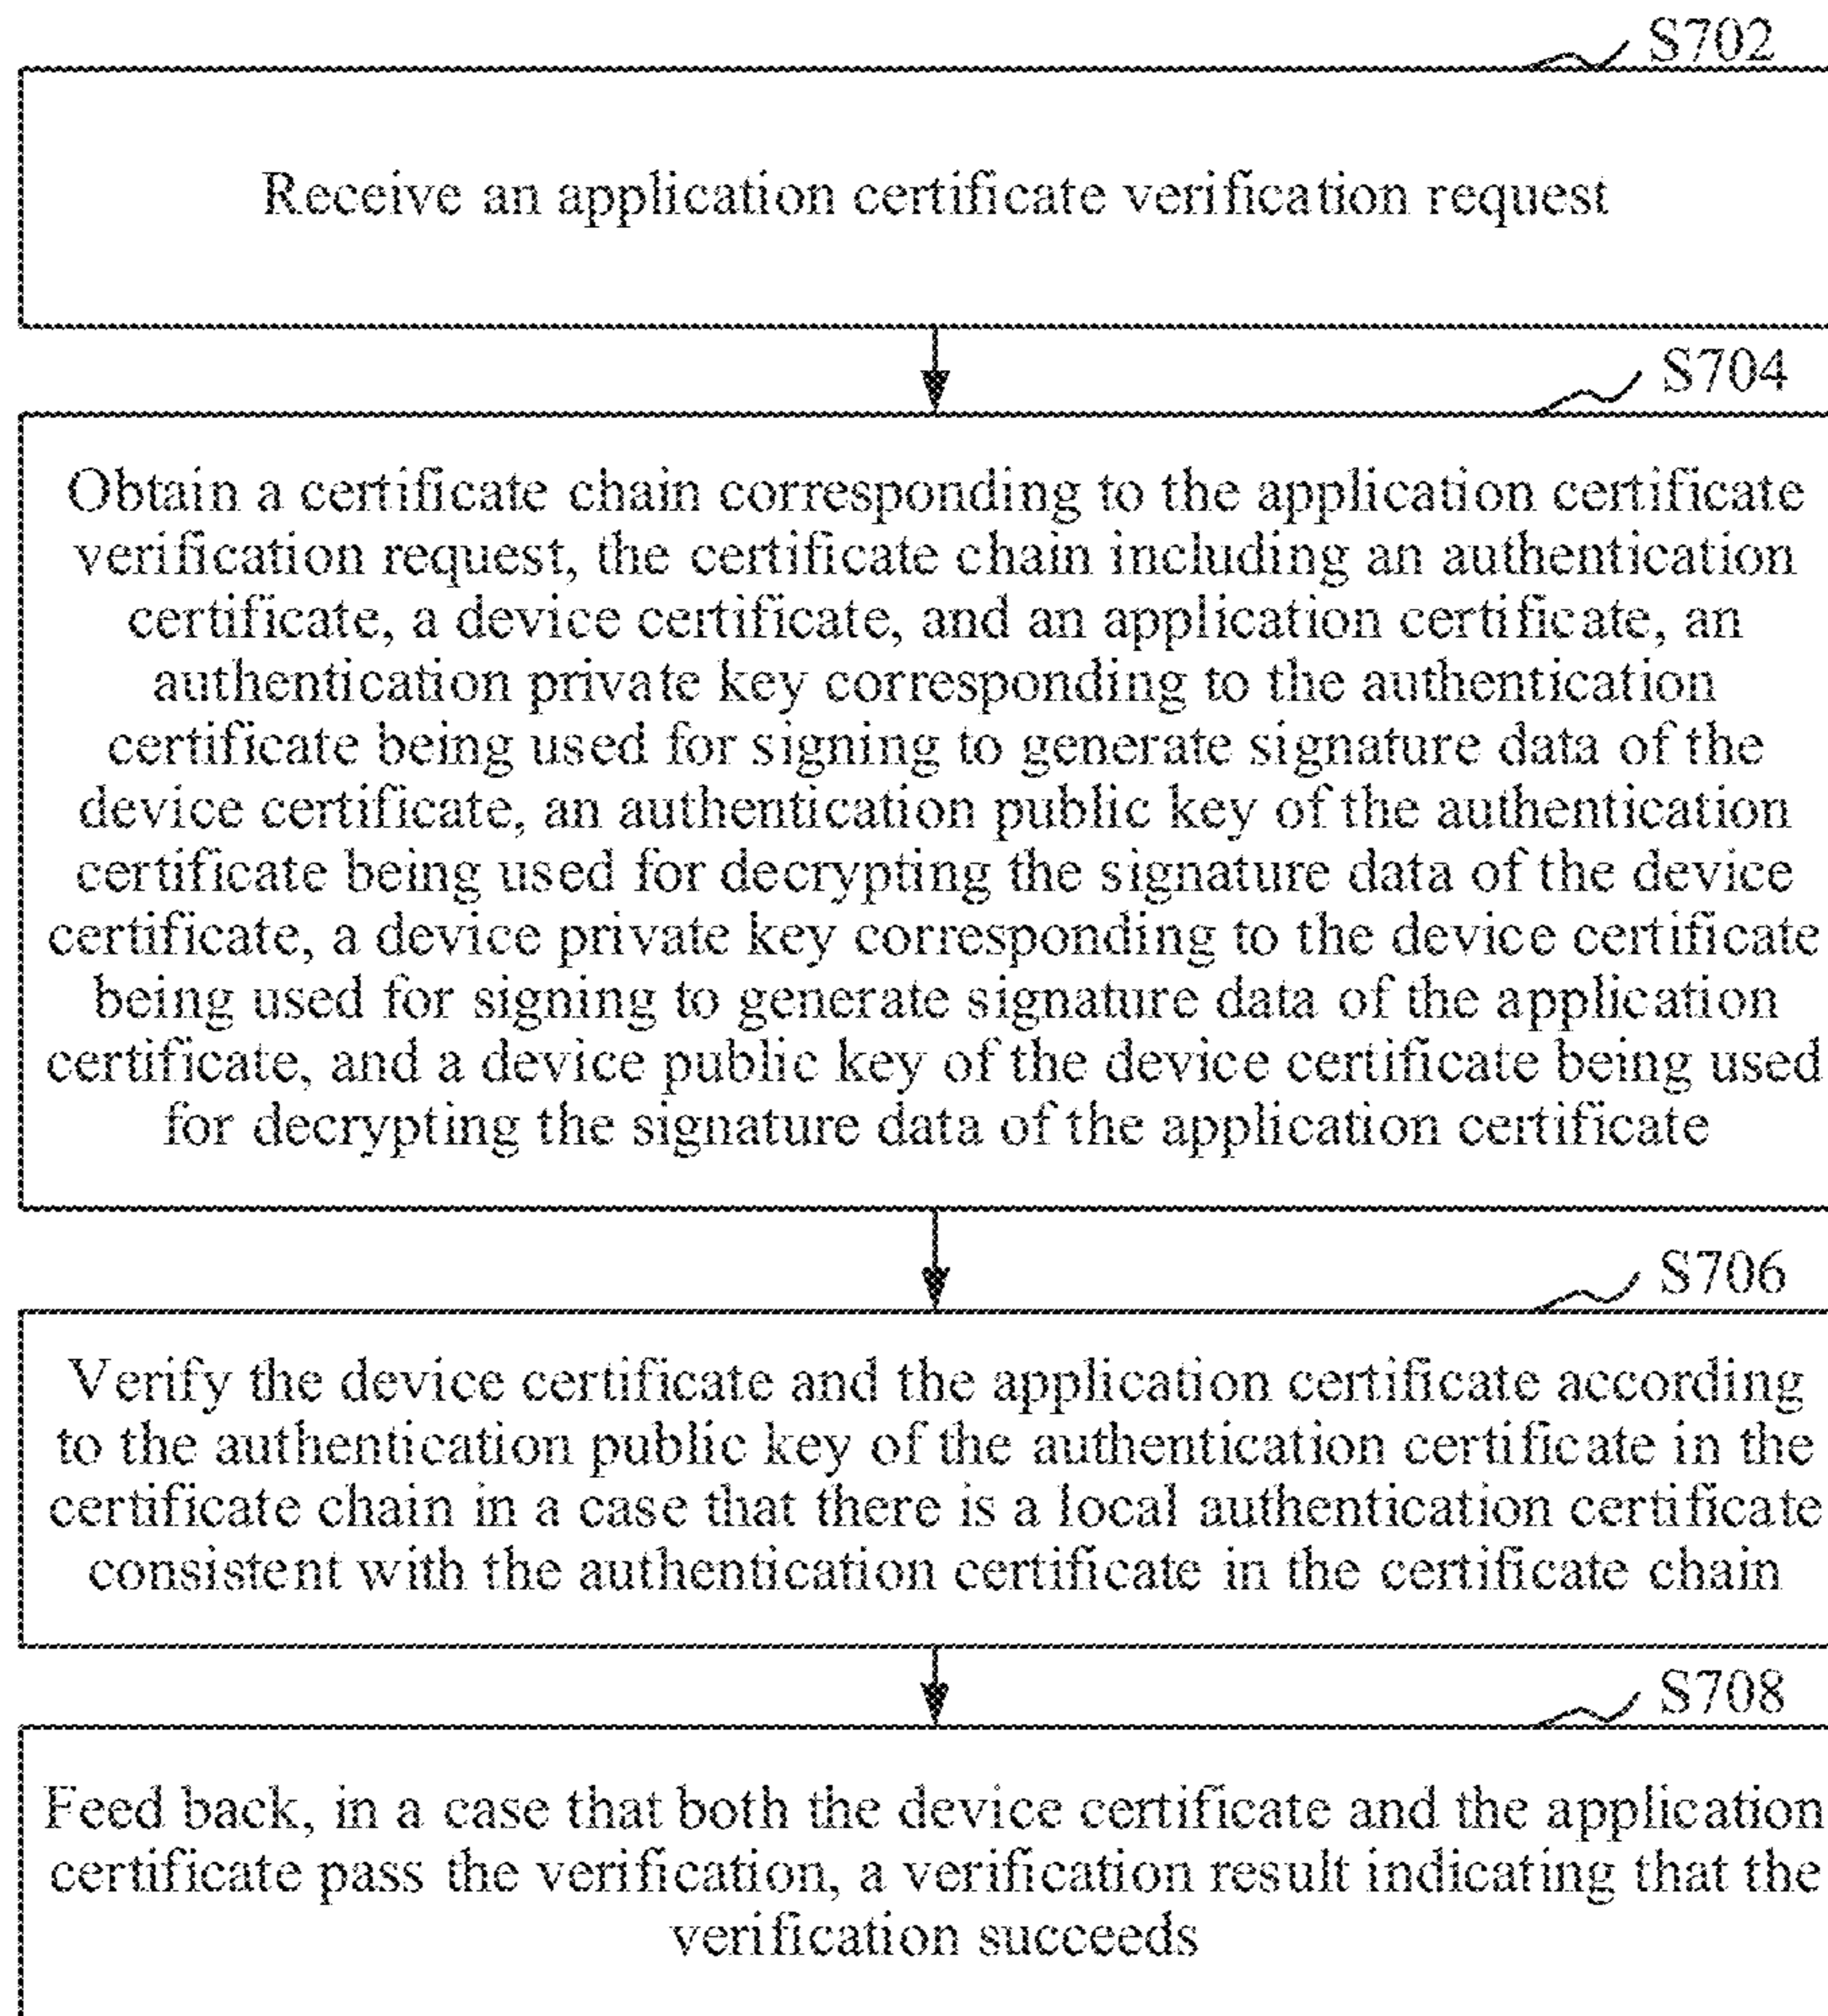 S702
Receive an application certificate verification request
S704
Obtain a certificate chain corresponding to the application certificate
verification request, the certificate chain including an authentication
certificate, a device certificate, and an application certificate, an
authentication private key corresponding to the authentication
certificate being used for signing to generate signature data of the
device certificate, an authentication public key of the authentication
certificate being used for decrypting the signature data of the device
certificate, a device private key corresponding to the device certificate
being used for signing to generate signature data of the application
certificate, and a device public key of the device certificate being used
for decrypting the signature data of the application certificate
S706
Verify the device certificate and the application certificate according
to the authentication public key of the authentication certificate in the
certificate chain in a case that there is a local authentication certificate
consistent with the authentication certificate in the certificate chain
S708
Feed back, in a case that both the device certificate and the application
certificate pass the verification, a verification result indicating that the
verification succeeds